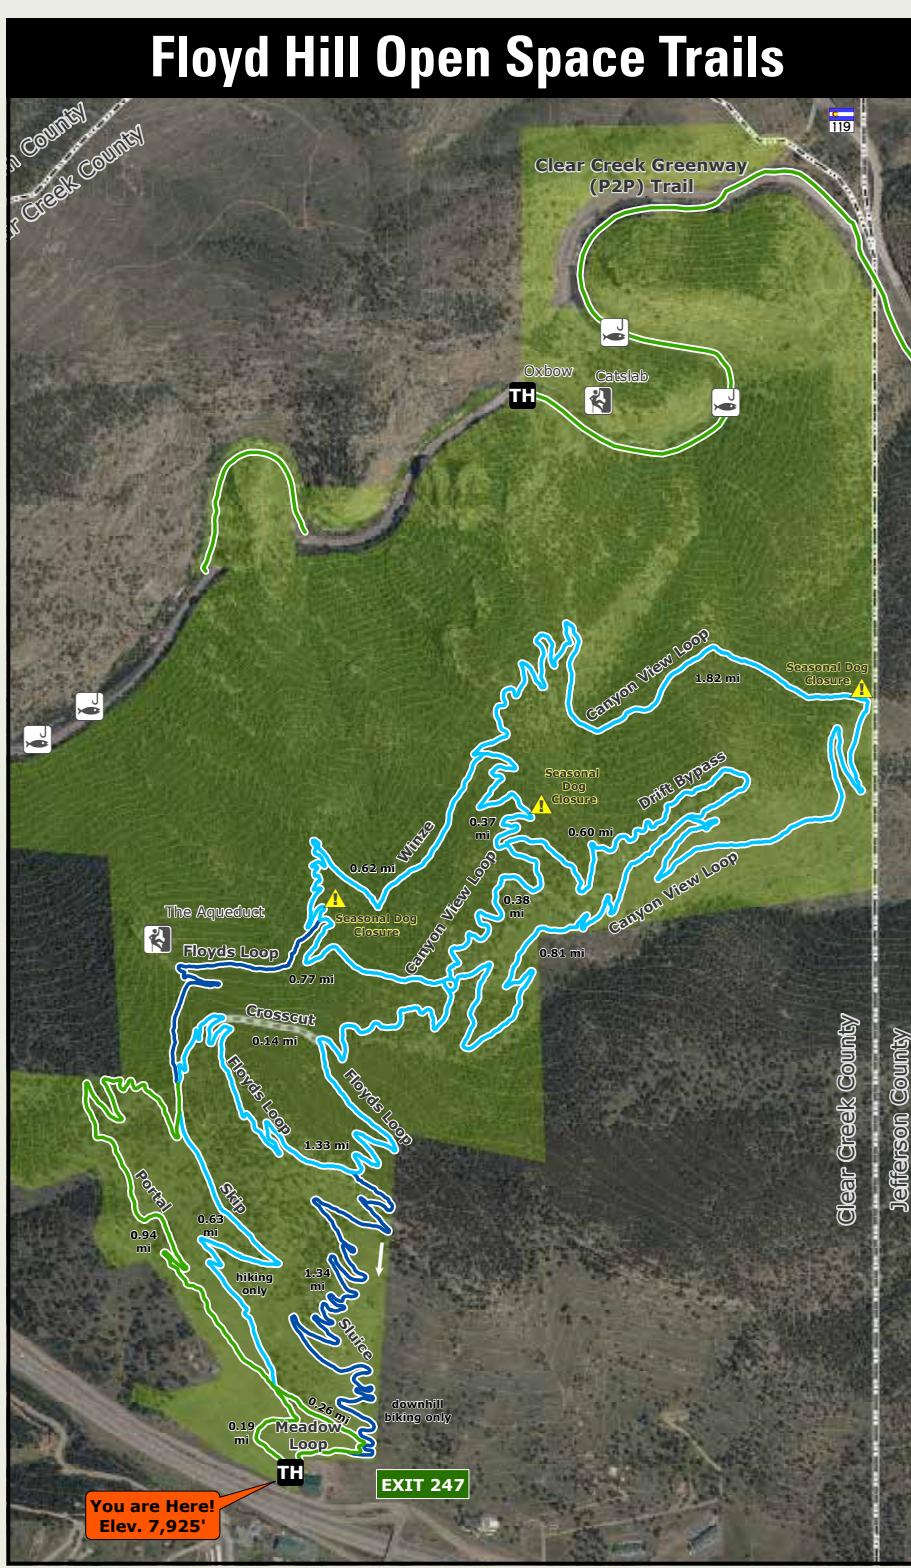 Floyd Hill Open Space Trails
County
Creek County
119
Clear Creek Greenway
(P2P) Trail
Oxbow
Catslab
TH
Canyon View Loop
1.82 mi
Seasonal Dog
Closure
Seasonal
Dog
Closure
Drift Bypass
0.37
mi
0.60 mi
Winze
0.62 mi
Canyon View Loop
0.38
mi
Canyon View Loop
Seasonal Dog
Closure
The Aqueduct
Floyds Loop
0.81 mi
0.77 mi
Crosscut
0.14 mi
Floyds Loop
Floyds Loop
1.33 mi
Clear Creek County
Jefferson County
Portal
0.94
mi
Skip
0.63
mi
hiking
only
1.34
mi
Sluice
downhill
biking only
0.26 mi
0.19
mi
Meadow
Loop
TH
EXIT 247
You are Here!
Elev. 7,925'